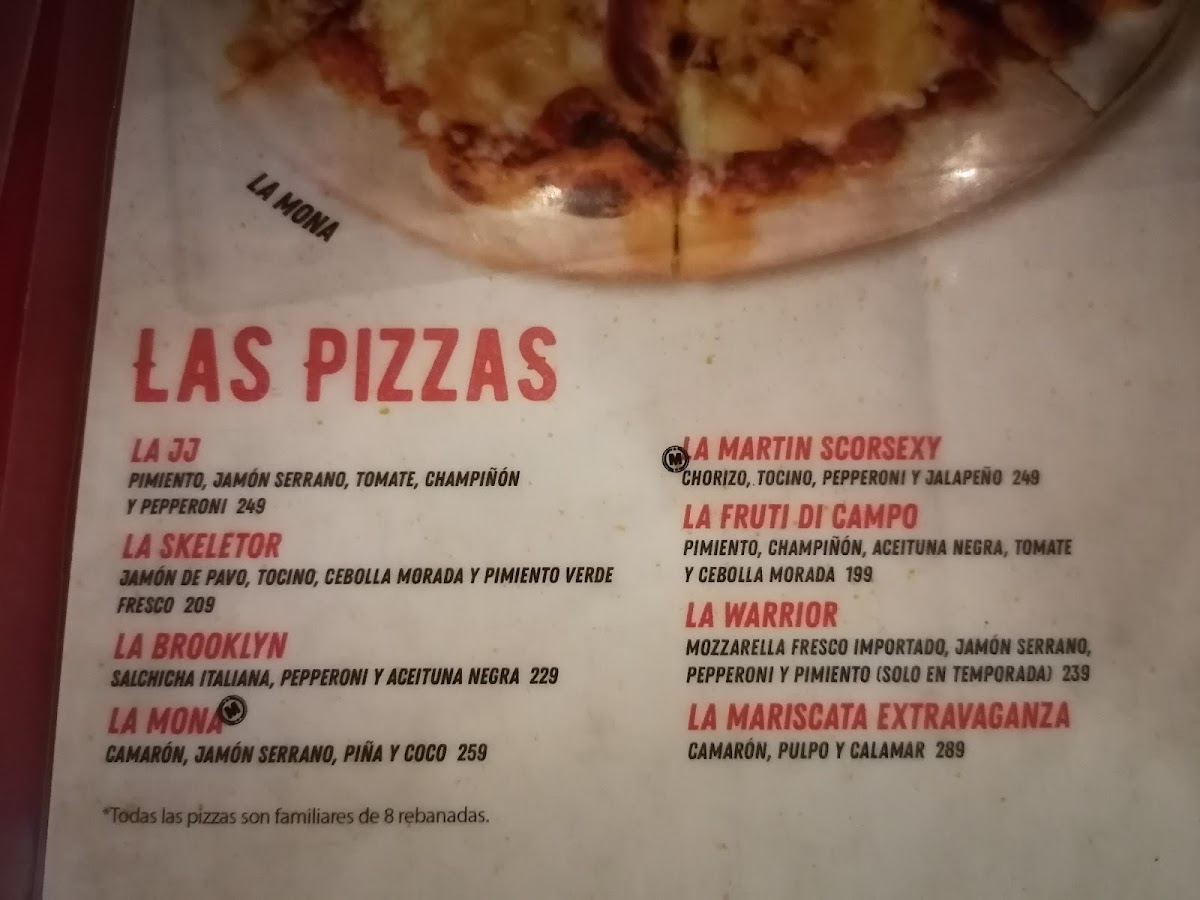 LA MONA
LAS PIZZAS
LA JJ
PIMIENTO, JAMÓN SERRANO, TOMATE, CHAMPIÑÓN
Y PEPPERONI 249
LA SKELETOR
JAMÓN DE PAVO, TOCINO, CEBOLLA MORADA Y PIMIENTO VERDE
FRESCO 209
LA BROOKLYN
SALCHICHA ITALIANA, PEPPERONI Y ACEITUNA NEGRA 229
LA MONA M
CAMARÓN, JAMÓN SERRANO, PIÑA Y COCO 259
*Todas las pizzas son familiares de 8 rebanadas.
M LA MARTIN SCORSEXY
CHORIZO, TOCINO, PEPPERONI Y JALAPEÑO 249
LA FRUTI DI CAMPO
PIMIENTO, CHAMPIÑÓN, ACEITUNA NEGRA, TOMATE
Y CEBOLLA MORADA 199
LA WARRIOR
MOZZARELLA FRESCO IMPORTADO, JAMÓN SERRANO,
PEPPERONI Y PIMIENTO (SOLO EN TEMPORADA) 239
LA MARISCATA EXTRAVAGANZA
CAMARÓN, PULPO Y CALAMAR 289